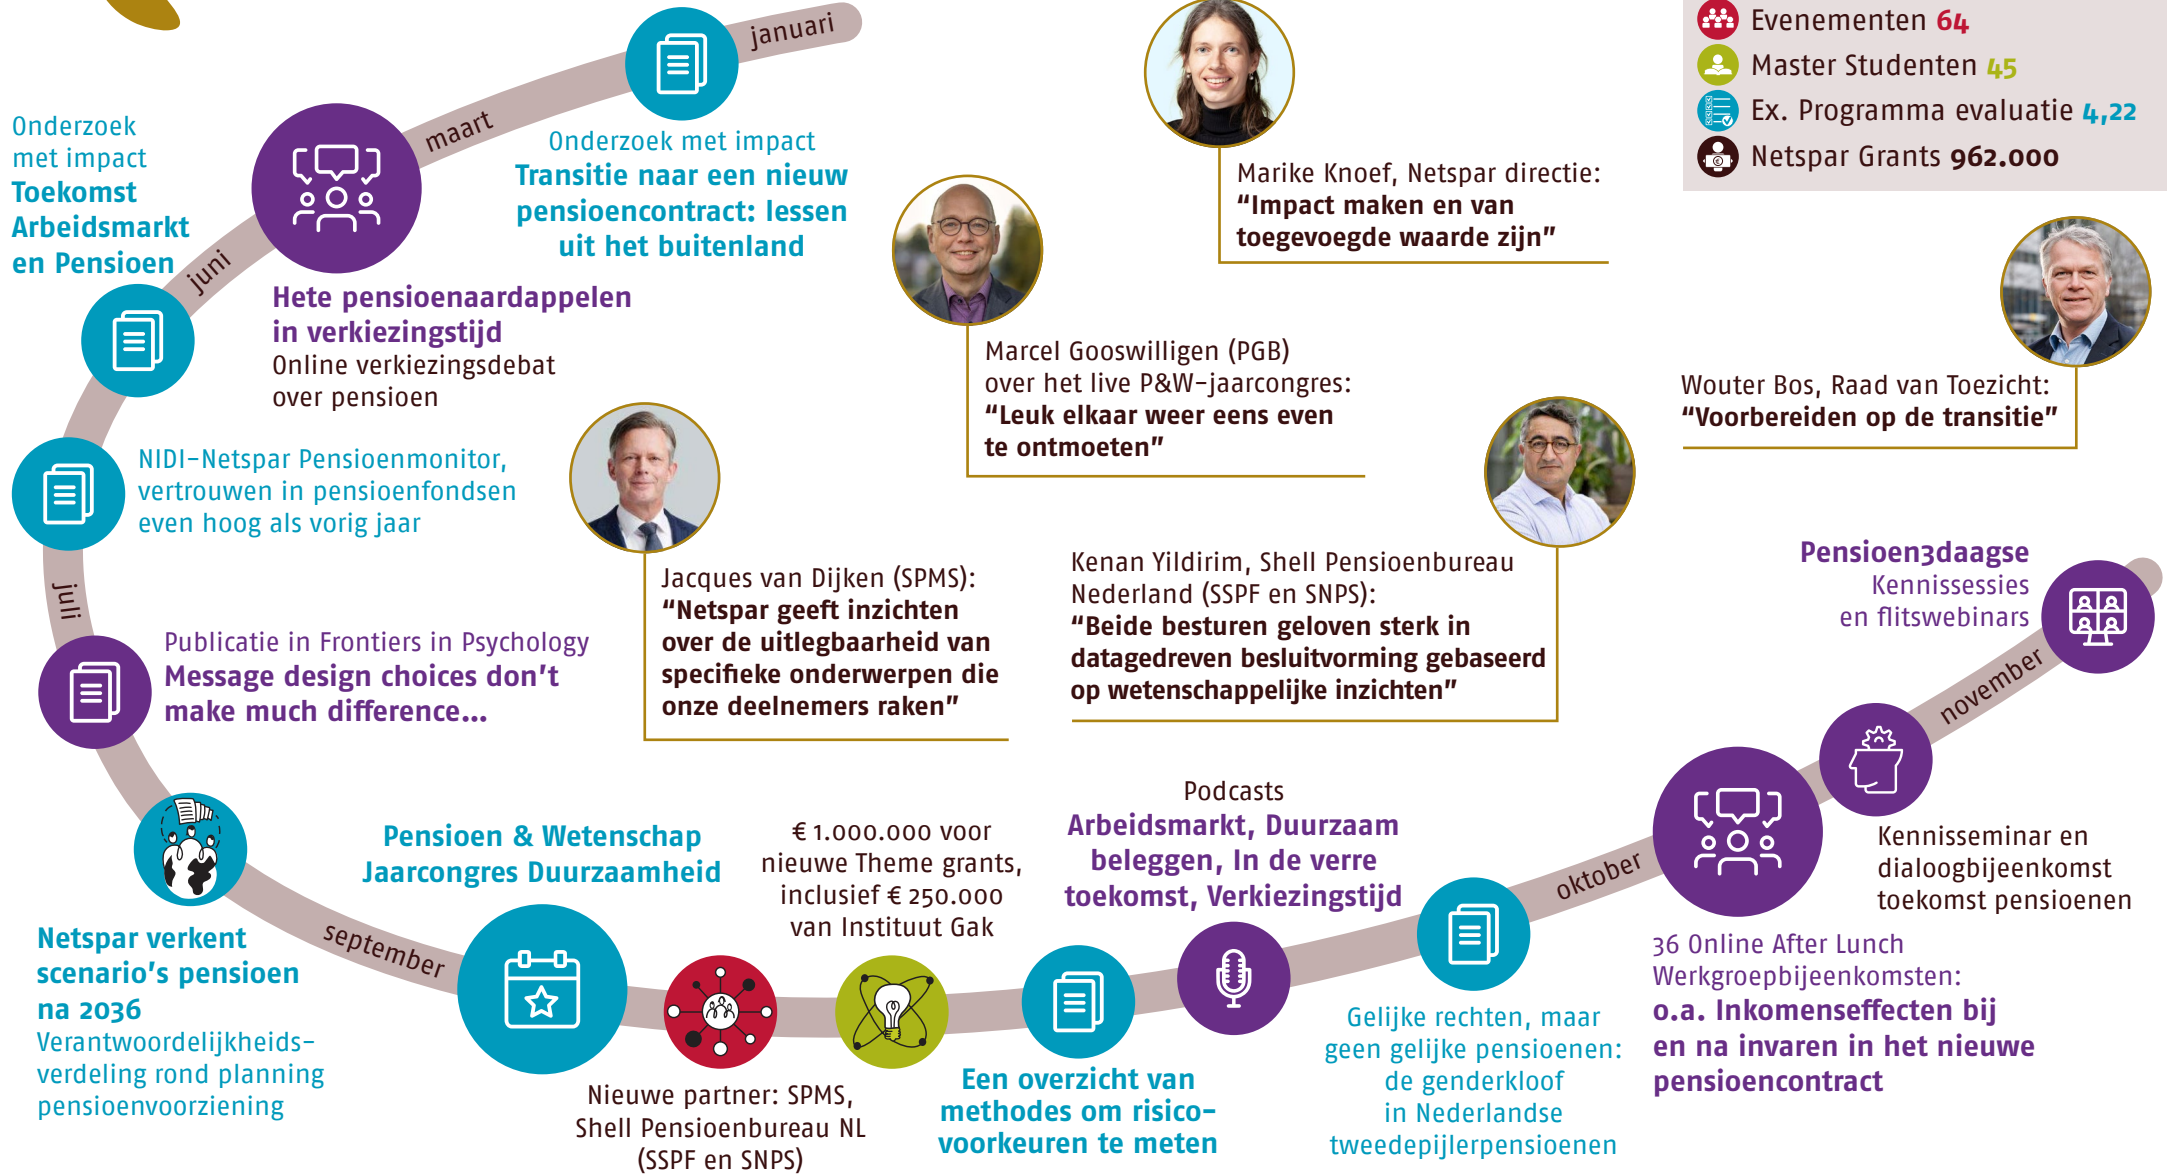 januari
Onderzoek met impact
Transitie naar een nieuw
pensioencontract: lessen
uit het buitenland
maart
Hete pensioenaardappelen
in verkiezingstijd
Online verkiezingsdebat
over pensioen
Onderzoek
met impact
Toekomst
Arbeidsmarkt
en Pensioen
juni
NIDI-Netspar Pensioenmonitor,
vertrouwen in pensioenfondsen
even hoog als vorig jaar
juli
Publicatie in Frontiers in Psychology
Message design choices don't
make much difference...
Netspar verkent
scenario's pensioen
na 2036
Verantwoordelijkheids-
verdeling rond planning
pensioenvoorziening
september
Pensioen & Wetenschap
Jaarcongres Duurzaamheid
Nieuwe partner: SPMS,
Shell Pensioenbureau NL
(SSPF en SNPS)
€ 1.000.000 voor
nieuwe Theme grants,
inclusief € 250.000
van Instituut Gak
Een overzicht van
methodes om risico-
voorkeuren te meten
Podcasts
Arbeidsmarkt, Duurzaam
beleggen, In de verre
toekomst, Verkiezingstijd
Gelijke rechten, maar
geen gelijke pensioenen:
de genderkloof
in Nederlandse
tweedepijlerpensioenen
oktober
36 Online After Lunch
Werkgroepbijeenkomsten:
o.a. Inkomenseffecten bij
en na invaren in het nieuwe
pensioencontract
Kennisseminar en
dialoogbijeenkomst
toekomst pensioenen
november
Pensioen3daagse
Kennissessies
en flitswebinars
Marike Knoef, Netspar directie:
“Impact maken en van
toegevoegde waarde zijn”
Marcel Gooswilligen (PGB)
over het live P&W-jaarcongres:
“Leuk elkaar weer eens even
te ontmoeten”
Jacques van Dijken (SPMS):
“Netspar geeft inzichten
over de uitlegbaarheid van
specifieke onderwerpen die
onze deelnemers raken”
Kenan Yildirim, Shell Pensioenbureau
Nederland (SSPF en SNPS):
“Beide besturen geloven sterk in
datagedreven besluitvorming gebaseerd
op wetenschappelijke inzichten”
Wouter Bos, Raad van Toezicht:
“Voorbereiden op de transitie”
Evenementen 64
Master Studenten 45
Ex. Programma evaluatie 4,22
Netspar Grants 962.000